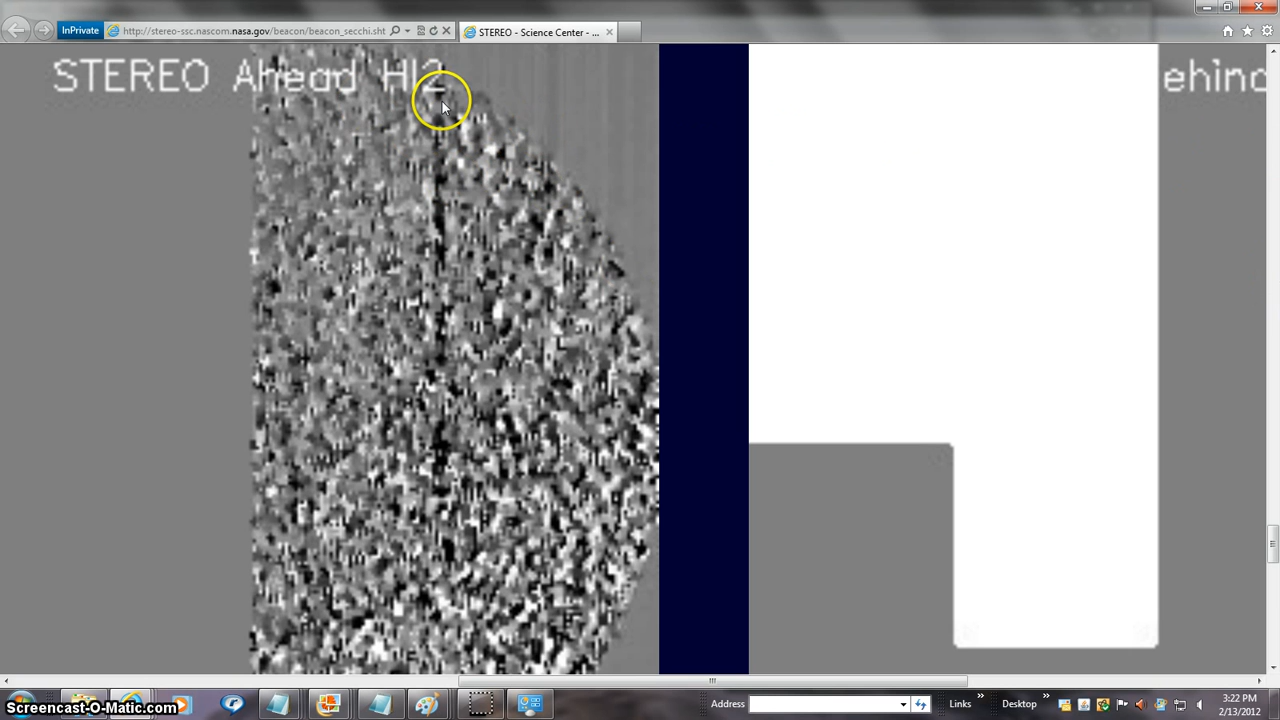 InPrivate
http://stereo-ssc.nascom.nasa.gov/beacon/beacon_secchi.sht
STEREO - Science Center - ...
STEREO Ahead HI2
ehind
Address
Links
Desktop
3:22 PM
2/13/2012
Screencast-O-Matic.com